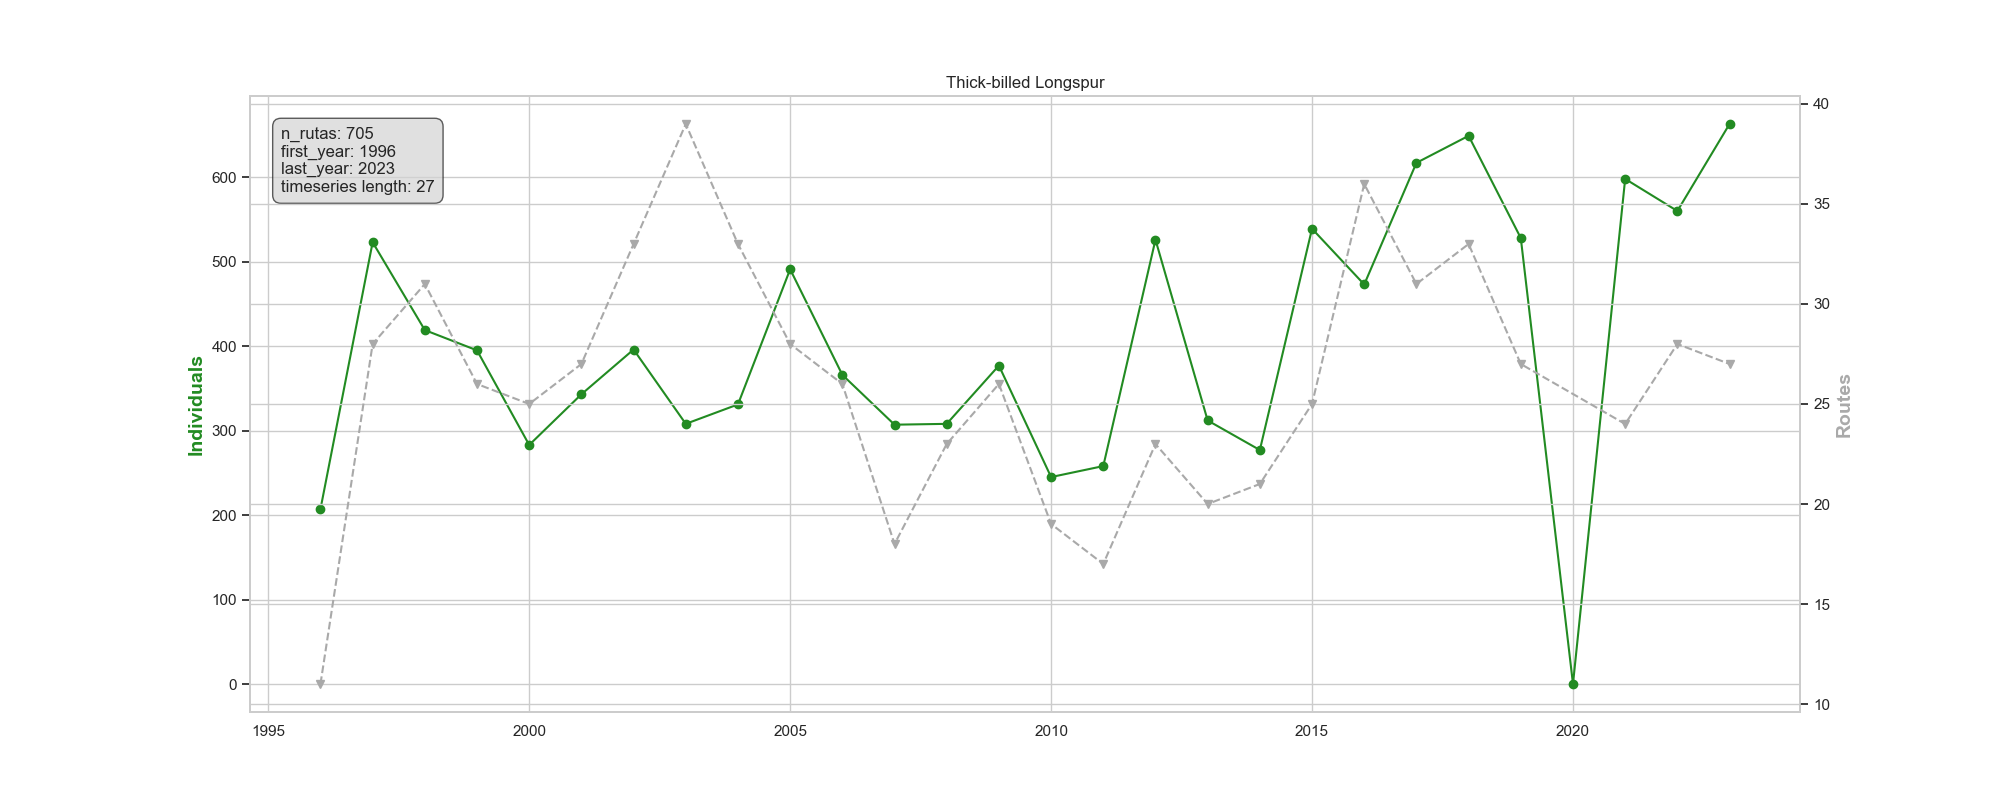 Thick-billed Longspur
n_rutas: 705
first_year: 1996
last_year: 2023
timeseries length: 27
Individuals
600
500
400
300
200
100
0
Routes
40
35
30
25
20
15
10
1995
2000
2005
2010
2015
2020